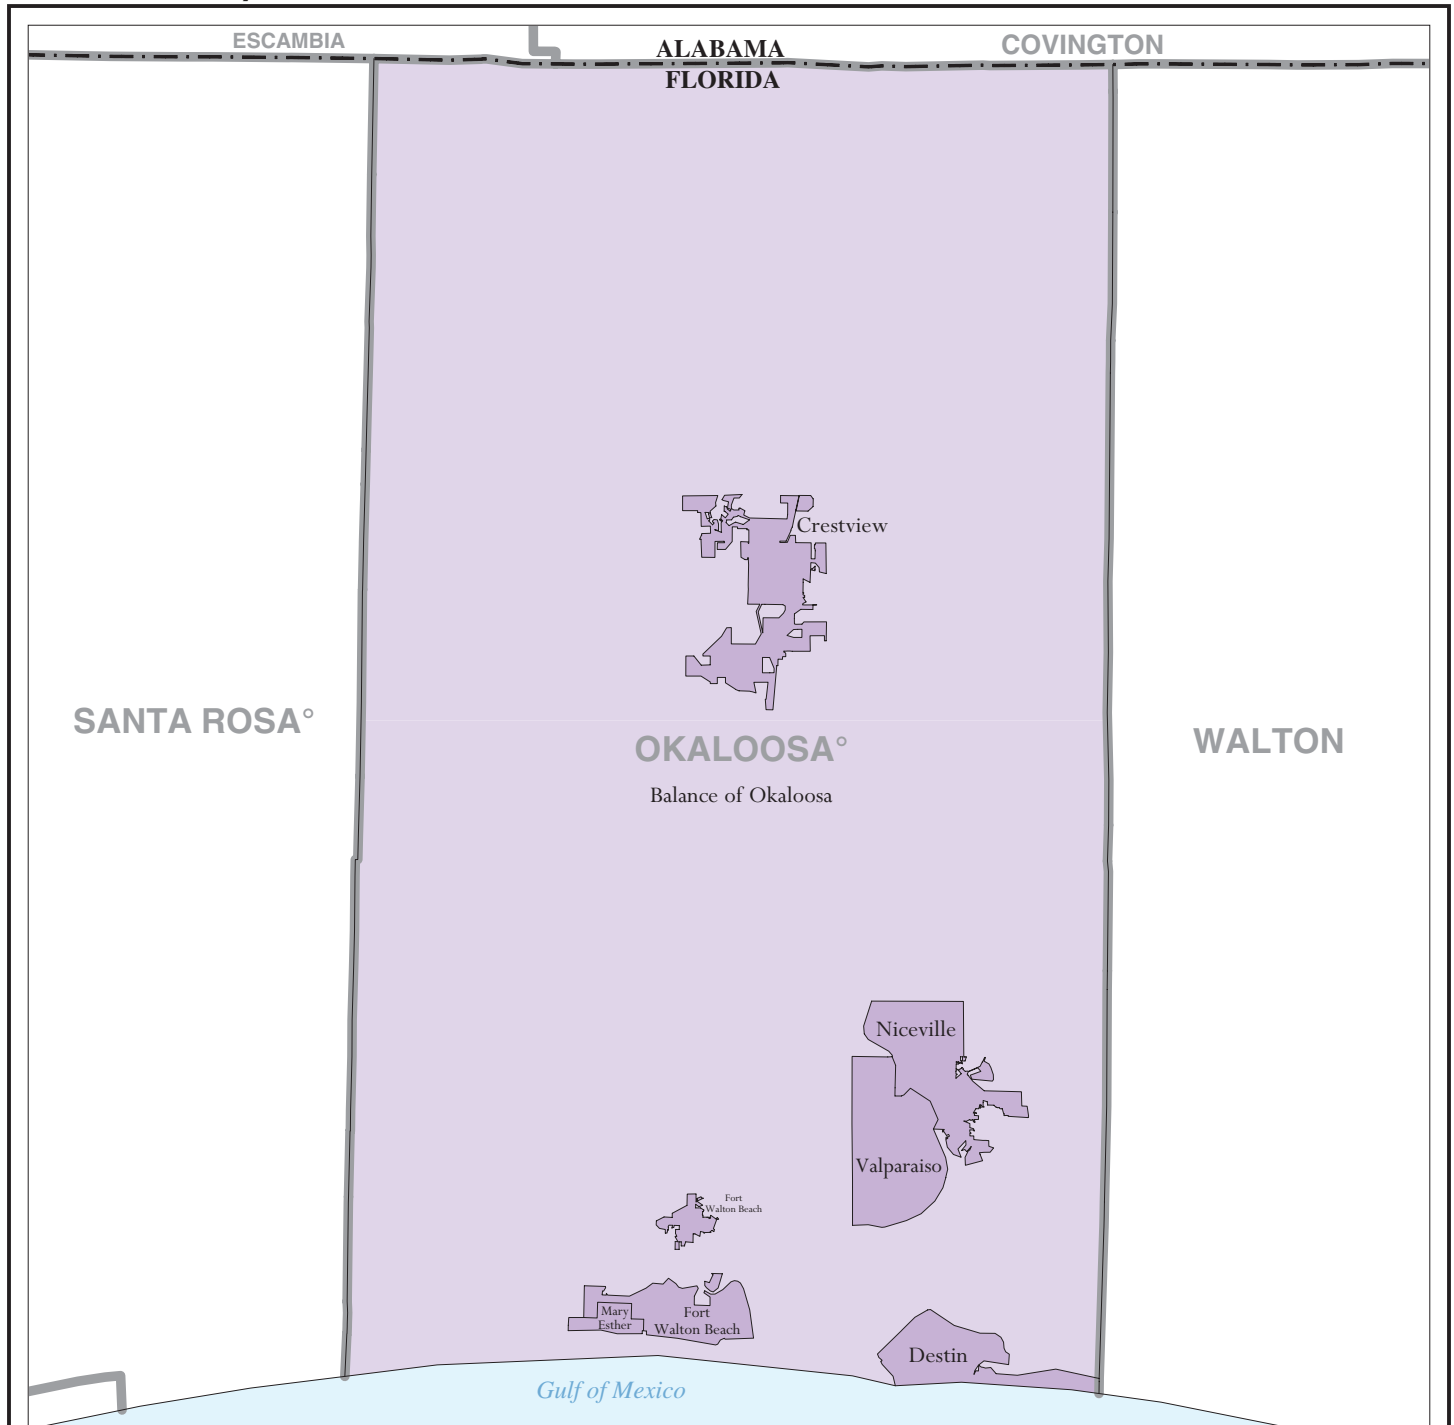 ESCAMBIA
ALABAMA
COVINGTON
FLORIDA
Crestview
SANTA ROSA°
OKALOOSA°
WALTON
Balance of Okaloosa
Niceville
Valparaiso
Fort
Walton Beach
Mary
Esther
Fort
Walton Beach
Destin
Gulf of Mexico